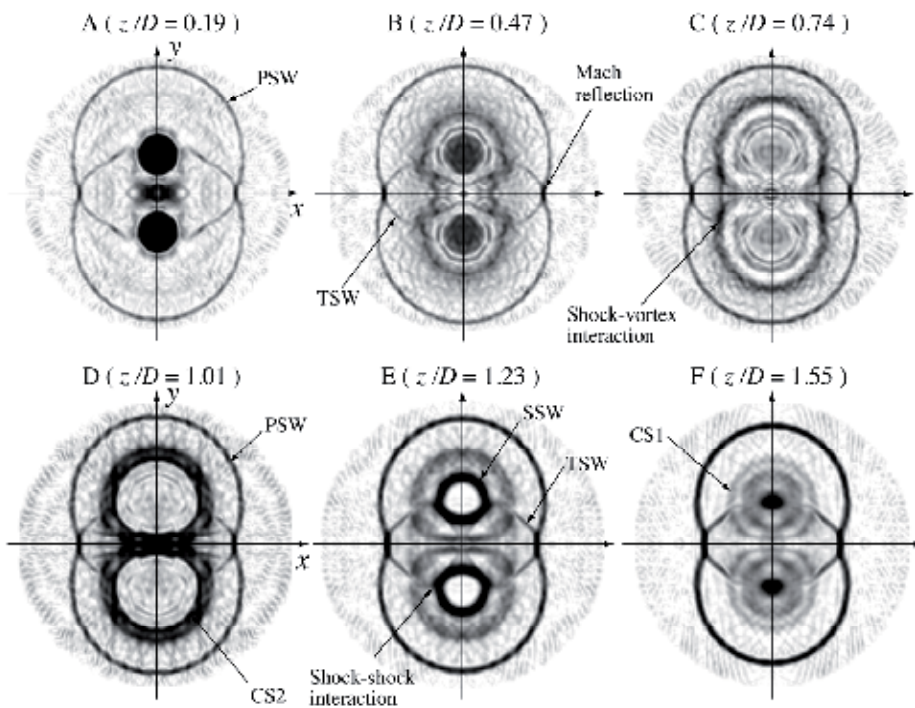 A ( z/D = 0.19 )
B ( z/D = 0.47 )
C ( z/D = 0.74 )
y
PSW
Mach
reflection
x
TSW
Shock-vortex
interaction
D ( z/D = 1.01 )
E ( z/D = 1.23 )
F ( z/D = 1.55 )
y
PSW
SSW
TSW
CS1
x
Shock-shock
interaction
CS2